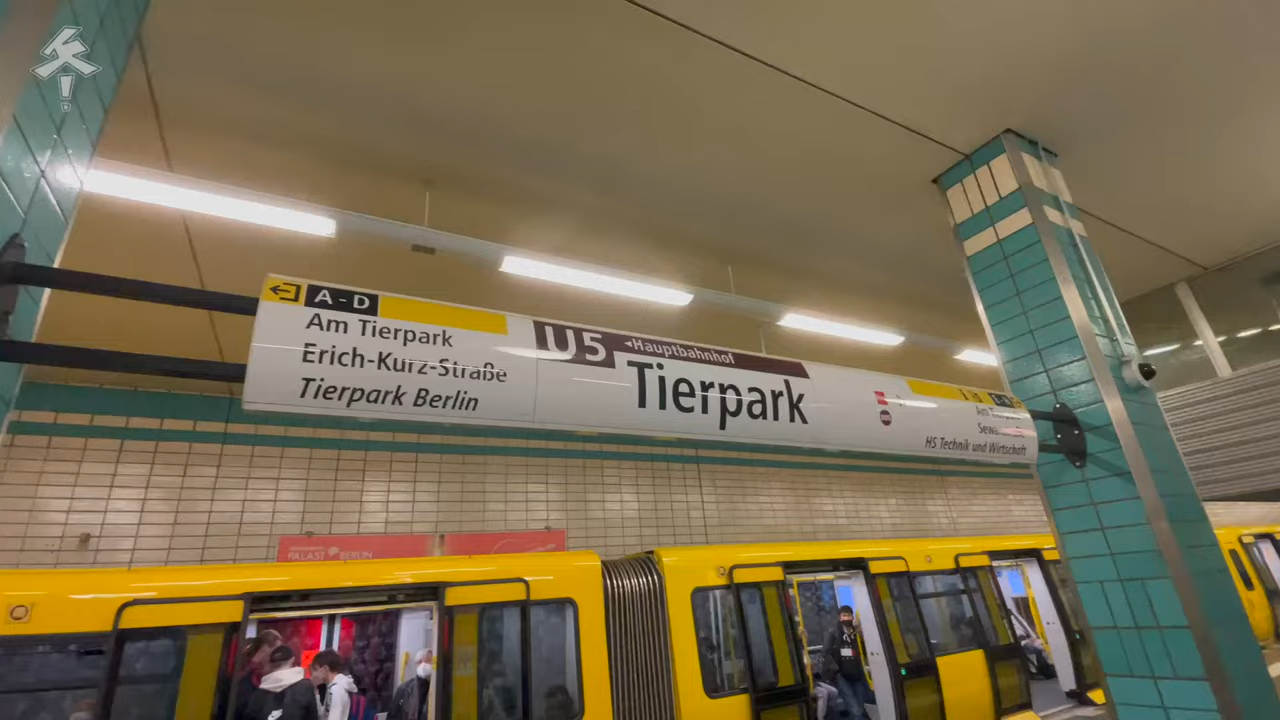 A-D
Am Tierpark
Erich-Kurz-Straße
Tierpark Berlin
U5
Hauptbahnhof
Tierpark
HS Technik und Wirtschaft
PALAST BERLIN